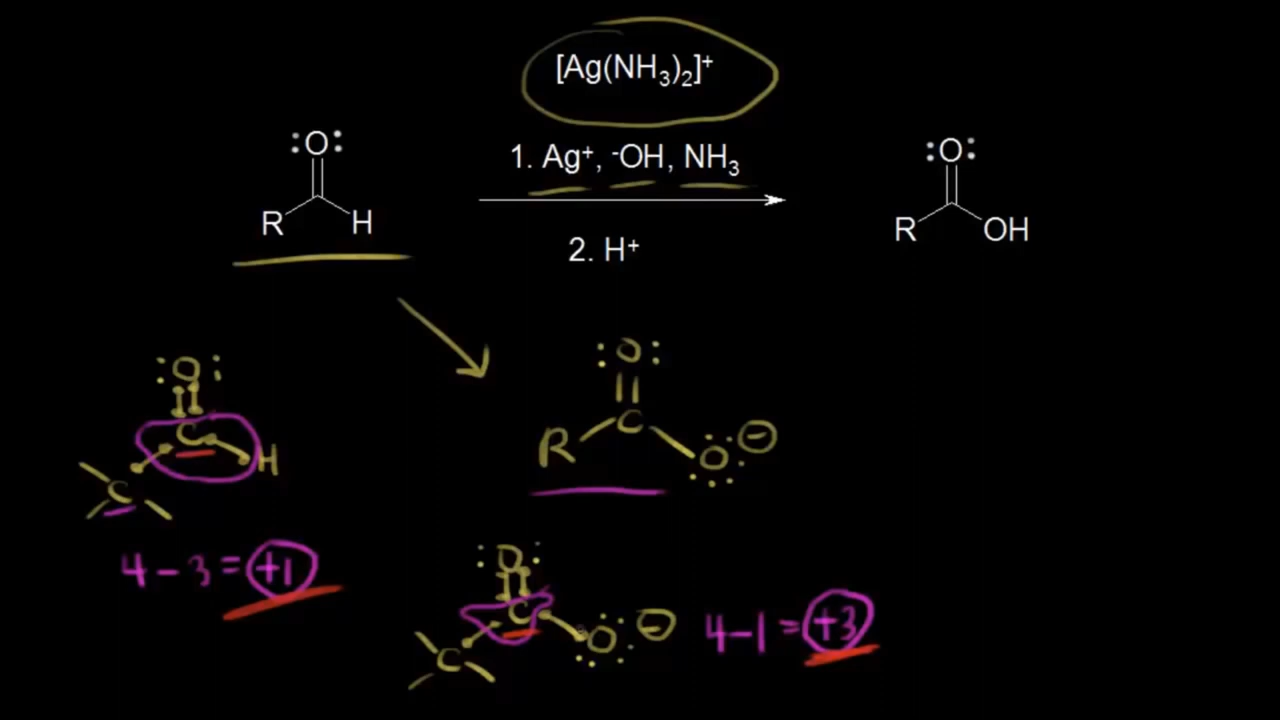 [Ag(NH₃)₂]⁺
:O:
1. Ag⁺, ⁻OH, NH₃
:O:
R H
R OH
2. H⁺
:O:
:O:
C
H
C
R C
O ⊖
4 - 3 = +1
:O:
C
O ⊖
C
4 - 1 = +3